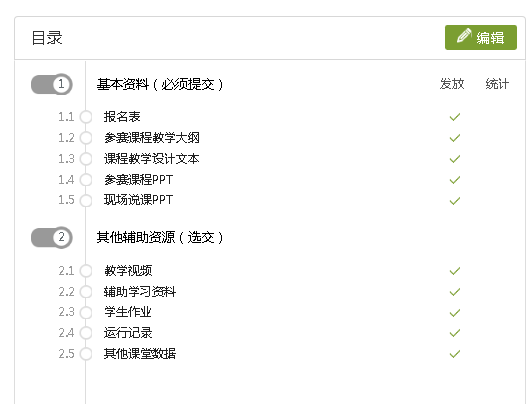 目录 编辑
1 基本资料（必须提交） 发放 统计
1.1 报名表
1.2 参赛课程教学大纲
1.3 课程教学设计文本
1.4 参赛课程PPT
1.5 现场说课PPT
2 其他辅助资源（选交）
2.1 教学视频
2.2 辅助学习资料
2.3 学生作业
2.4 运行记录
2.5 其他课堂数据